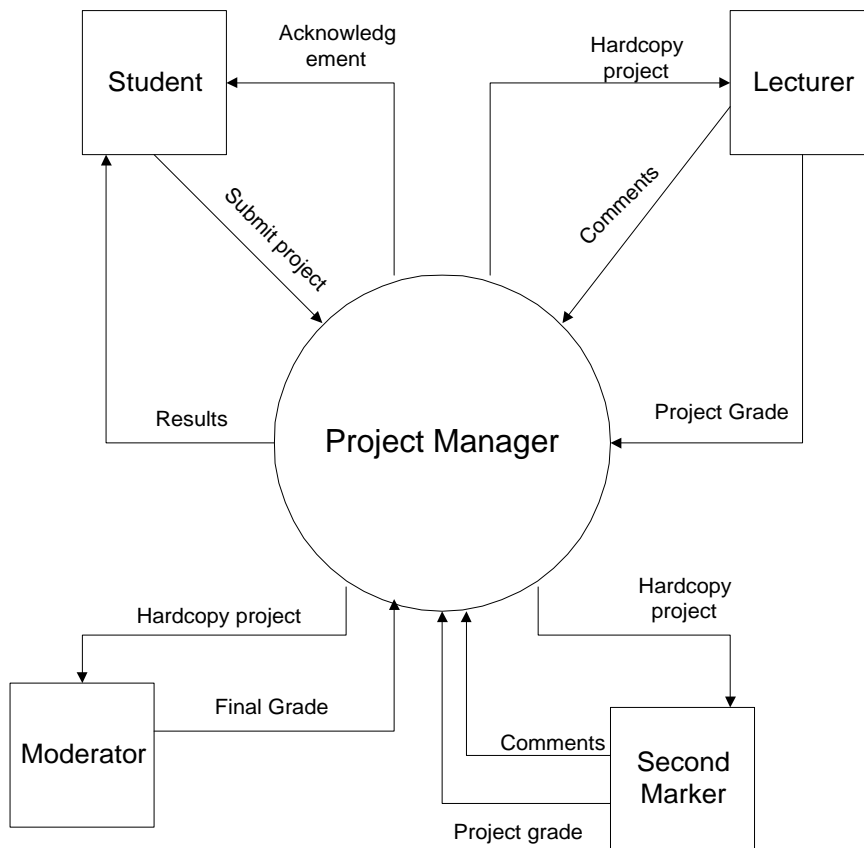 Acknowledg
ement
Hardcopy
project
Student
Lecturer
Submit project
Comments
Results
Project Grade
Project Manager
Hardcopy project
Hardcopy
project
Final Grade
Moderator
Comments
Second
Marker
Project grade